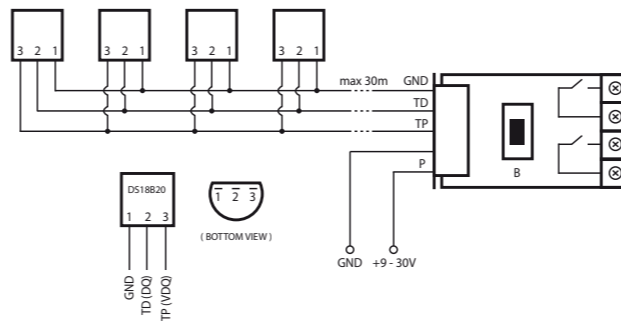 3 2 1
3 2 1
3 2 1
3 2 1
max 30m
GND
TD
TP
P
B
GND
+9 - 30V
DS18B20
1 2 3
GND
TD (DQ)
TP (VDQ)
1 2 3
( BOTTOM VIEW )